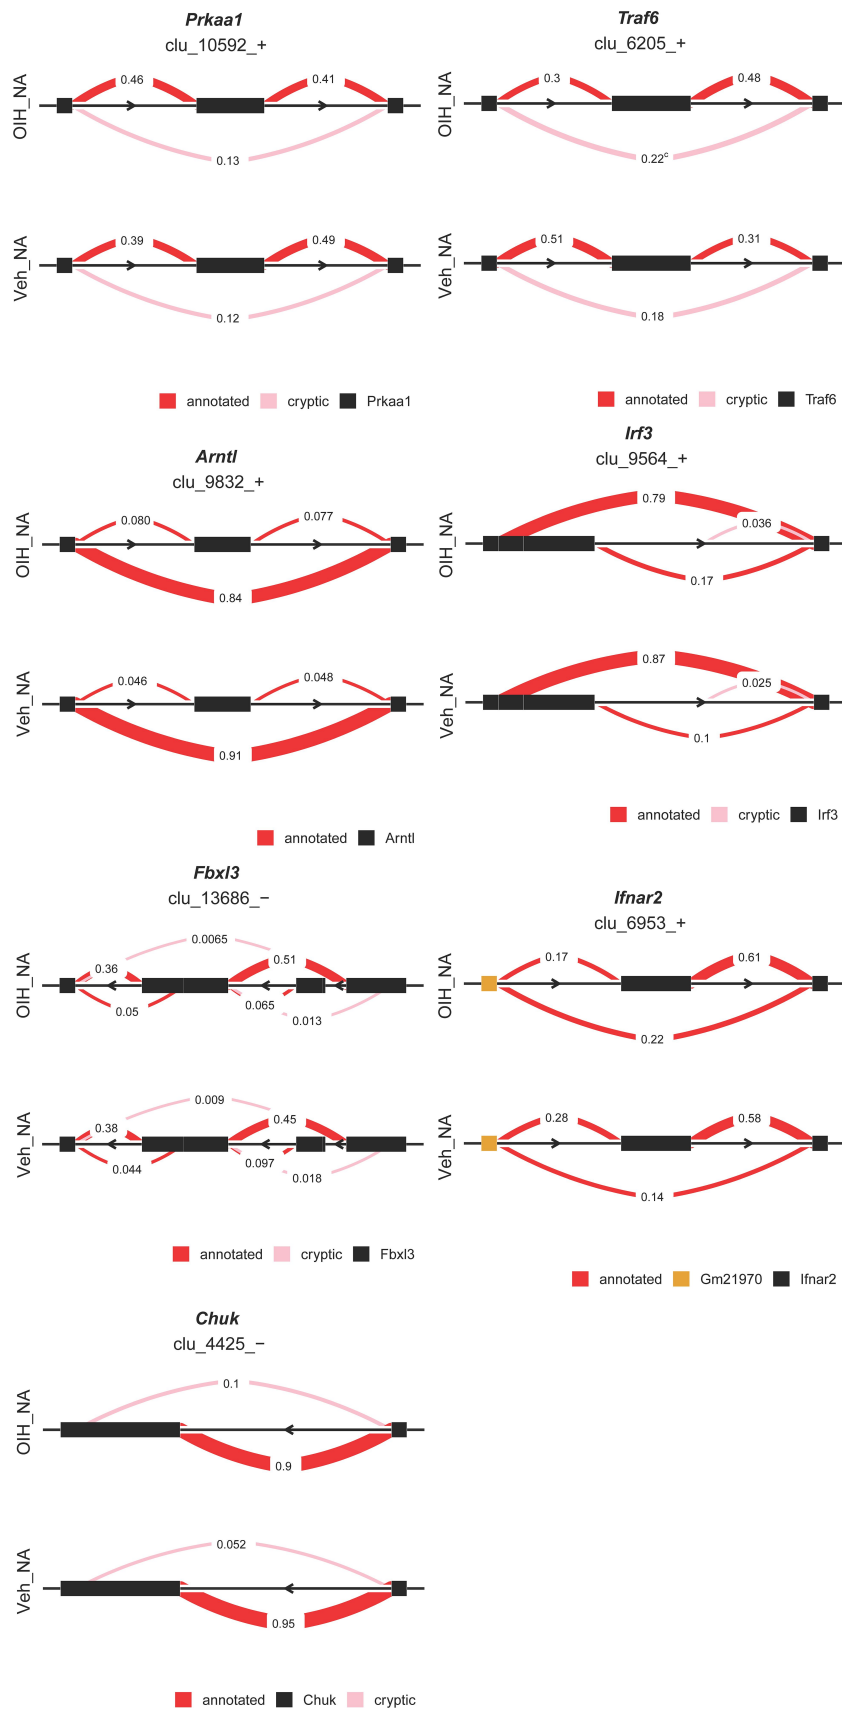 Prkaa1
clu_10592_+
OIH_NA
0.46
0.41
0.13
Veh_NA
0.39
0.49
0.12
annotated cryptic Prkaa1
Traf6
clu_6205_+
OIH_NA
0.3
0.48
0.22c
Veh_NA
0.51
0.31
0.18
annotated cryptic Traf6
Arntl
clu_9832_+
OIH_NA
0.080
0.077
0.84
Veh_NA
0.046
0.048
0.91
annotated Arntl
Irf3
clu_9564_+
OIH_NA
0.79
0.036
0.17
Veh_NA
0.87
0.025
0.1
annotated cryptic Irf3
Fbxl3
clu_13686_−
OIH_NA
0.0065
0.36
0.51
0.05
0.065
0.013
Veh_NA
0.009
0.38
0.45
0.044
0.097
0.018
annotated cryptic Fbxl3
Ifnar2
clu_6953_+
OIH_NA
0.17
0.61
0.22
Veh_NA
0.28
0.58
0.14
annotated Gm21970 Ifnar2
Chuk
clu_4425_−
OIH_NA
0.1
0.9
Veh_NA
0.052
0.95
annotated Chuk cryptic